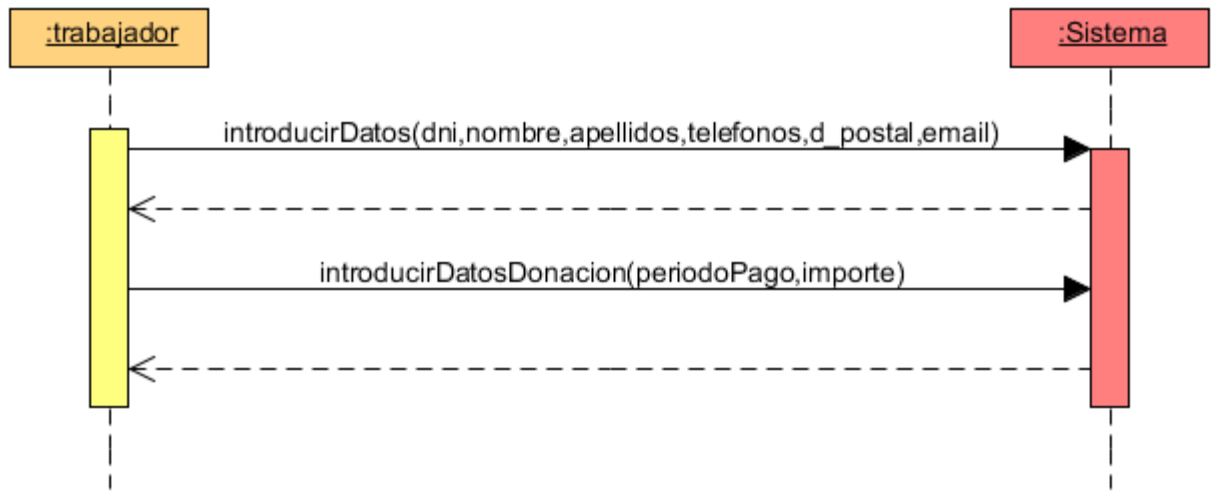 :trabajador
:Sistema
introducirDatos(dni,nombre,apellidos,telefonos,d_postal,email)
introducirDatosDonacion(periodoPago,importe)